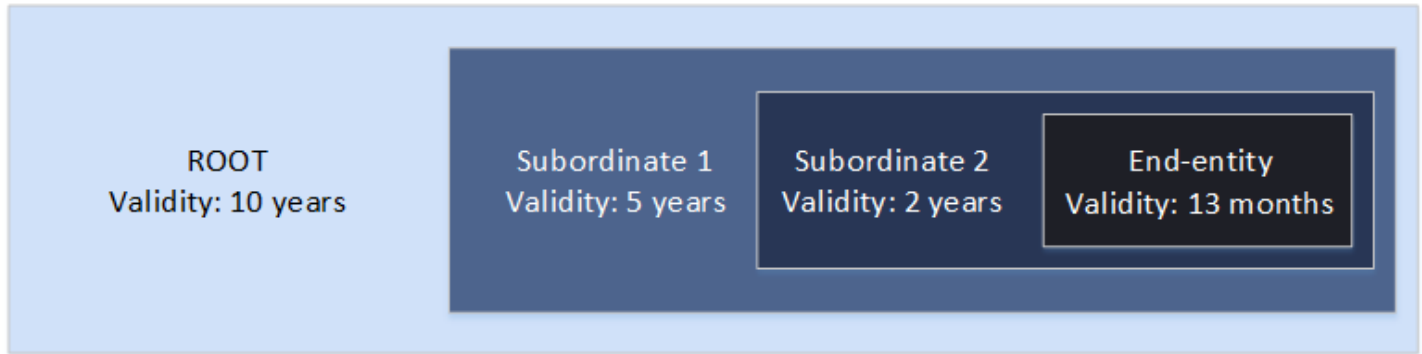 ROOT
Validity: 10 years
Subordinate 1
Validity: 5 years
Subordinate 2
Validity: 2 years
End-entity
Validity: 13 months